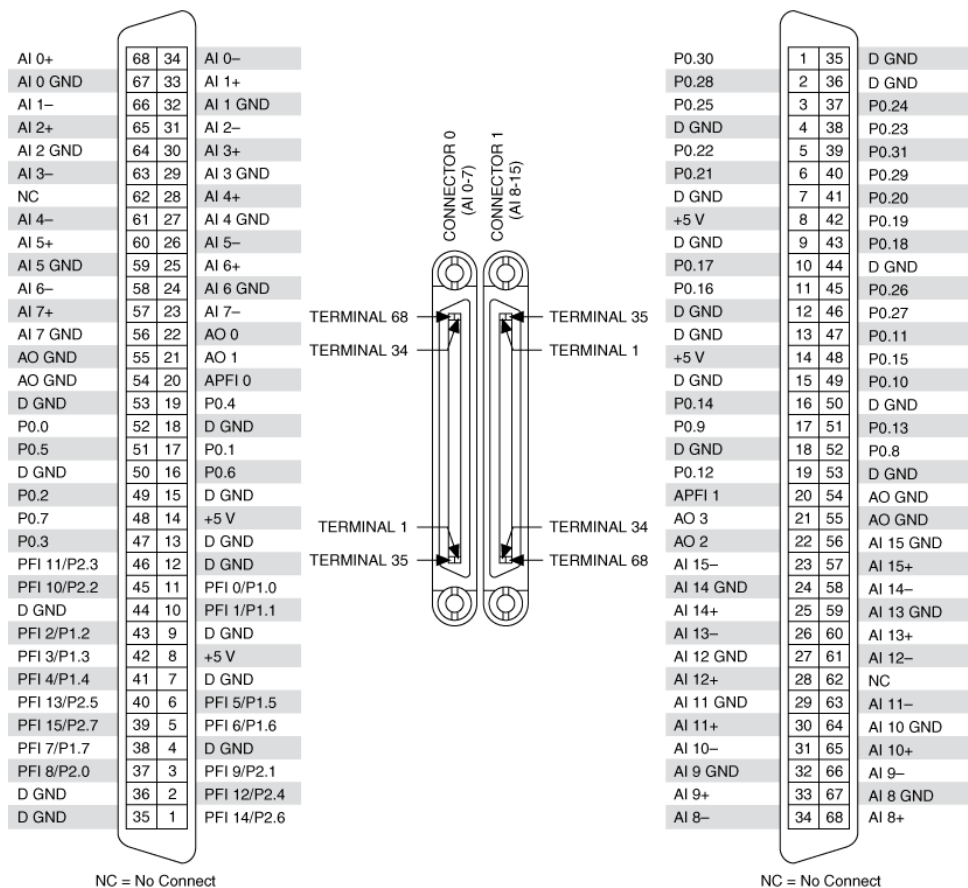 AI 0+ 68 34 AI 0–
AI 0 GND 67 33 AI 1+
AI 1– 66 32 AI 1 GND
AI 2+ 65 31 AI 2–
AI 2 GND 64 30 AI 3+
AI 3– 63 29 AI 3 GND
NC 62 28 AI 4+
AI 4– 61 27 AI 4 GND
AI 5+ 60 26 AI 5–
AI 5 GND 59 25 AI 6+
AI 6– 58 24 AI 6 GND
AI 7+ 57 23 AI 7–
AI 7 GND 56 22 AO 0
AO GND 55 21 AO 1
AO GND 54 20 APFI 0
D GND 53 19 P0.4
P0.0 52 18 D GND
P0.5 51 17 P0.1
D GND 50 16 P0.6
P0.2 49 15 D GND
P0.7 48 14 +5 V
P0.3 47 13 D GND
PFI 11/P2.3 46 12 D GND
PFI 10/P2.2 45 11 PFI 0/P1.0
D GND 44 10 PFI 1/P1.1
PFI 2/P1.2 43 9 D GND
PFI 3/P1.3 42 8 +5 V
PFI 4/P1.4 41 7 D GND
PFI 13/P2.5 40 6 PFI 5/P1.5
PFI 15/P2.7 39 5 PFI 6/P1.6
PFI 7/P1.7 38 4 D GND
PFI 8/P2.0 37 3 PFI 9/P2.1
D GND 36 2 PFI 12/P2.4
D GND 35 1 PFI 14/P2.6
NC = No Connect
CONNECTOR 0
(AI 0-7)
CONNECTOR 1
(AI 8-15)
TERMINAL 68
TERMINAL 34
TERMINAL 35
TERMINAL 1
TERMINAL 1
TERMINAL 35
TERMINAL 34
TERMINAL 68
P0.30 1 35 D GND
P0.28 2 36 D GND
P0.25 3 37 P0.24
D GND 4 38 P0.23
P0.22 5 39 P0.31
P0.21 6 40 P0.29
D GND 7 41 P0.20
+5 V 8 42 P0.19
D GND 9 43 P0.18
P0.17 10 44 D GND
P0.16 11 45 P0.26
D GND 12 46 P0.27
D GND 13 47 P0.11
+5 V 14 48 P0.15
D GND 15 49 P0.10
P0.14 16 50 D GND
P0.9 17 51 P0.13
D GND 18 52 P0.8
P0.12 19 53 D GND
APFI 1 20 54 AO GND
AO 3 21 55 AO GND
AO 2 22 56 AI 15 GND
AI 15– 23 57 AI 15+
AI 14 GND 24 58 AI 14–
AI 14+ 25 59 AI 13 GND
AI 13– 26 60 AI 13+
AI 12 GND 27 61 AI 12–
AI 12+ 28 62 NC
AI 11 GND 29 63 AI 11–
AI 11+ 30 64 AI 10 GND
AI 10– 31 65 AI 10+
AI 9 GND 32 66 AI 9–
AI 9+ 33 67 AI 8 GND
AI 8– 34 68 AI 8+
NC = No Connect